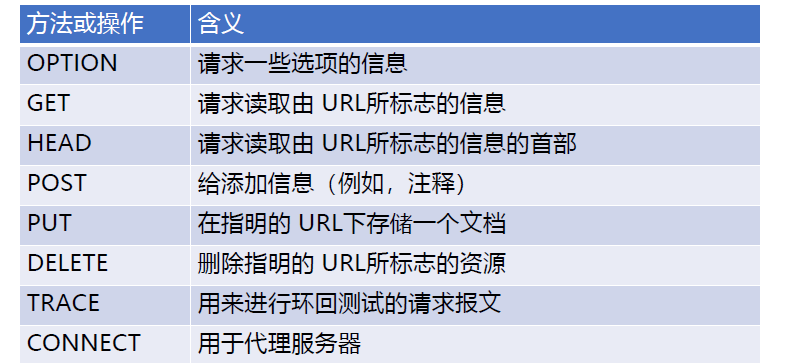 方法或操作 含义
OPTION 请求一些选项的信息
GET 请求读取由 URL所标志的信息
HEAD 请求读取由 URL所标志的信息的首部
POST 给添加信息（例如，注释）
PUT 在指明的 URL下存储一个文档
DELETE 删除指明的 URL所标志的资源
TRACE 用来进行环回测试的请求报文
CONNECT 用于代理服务器